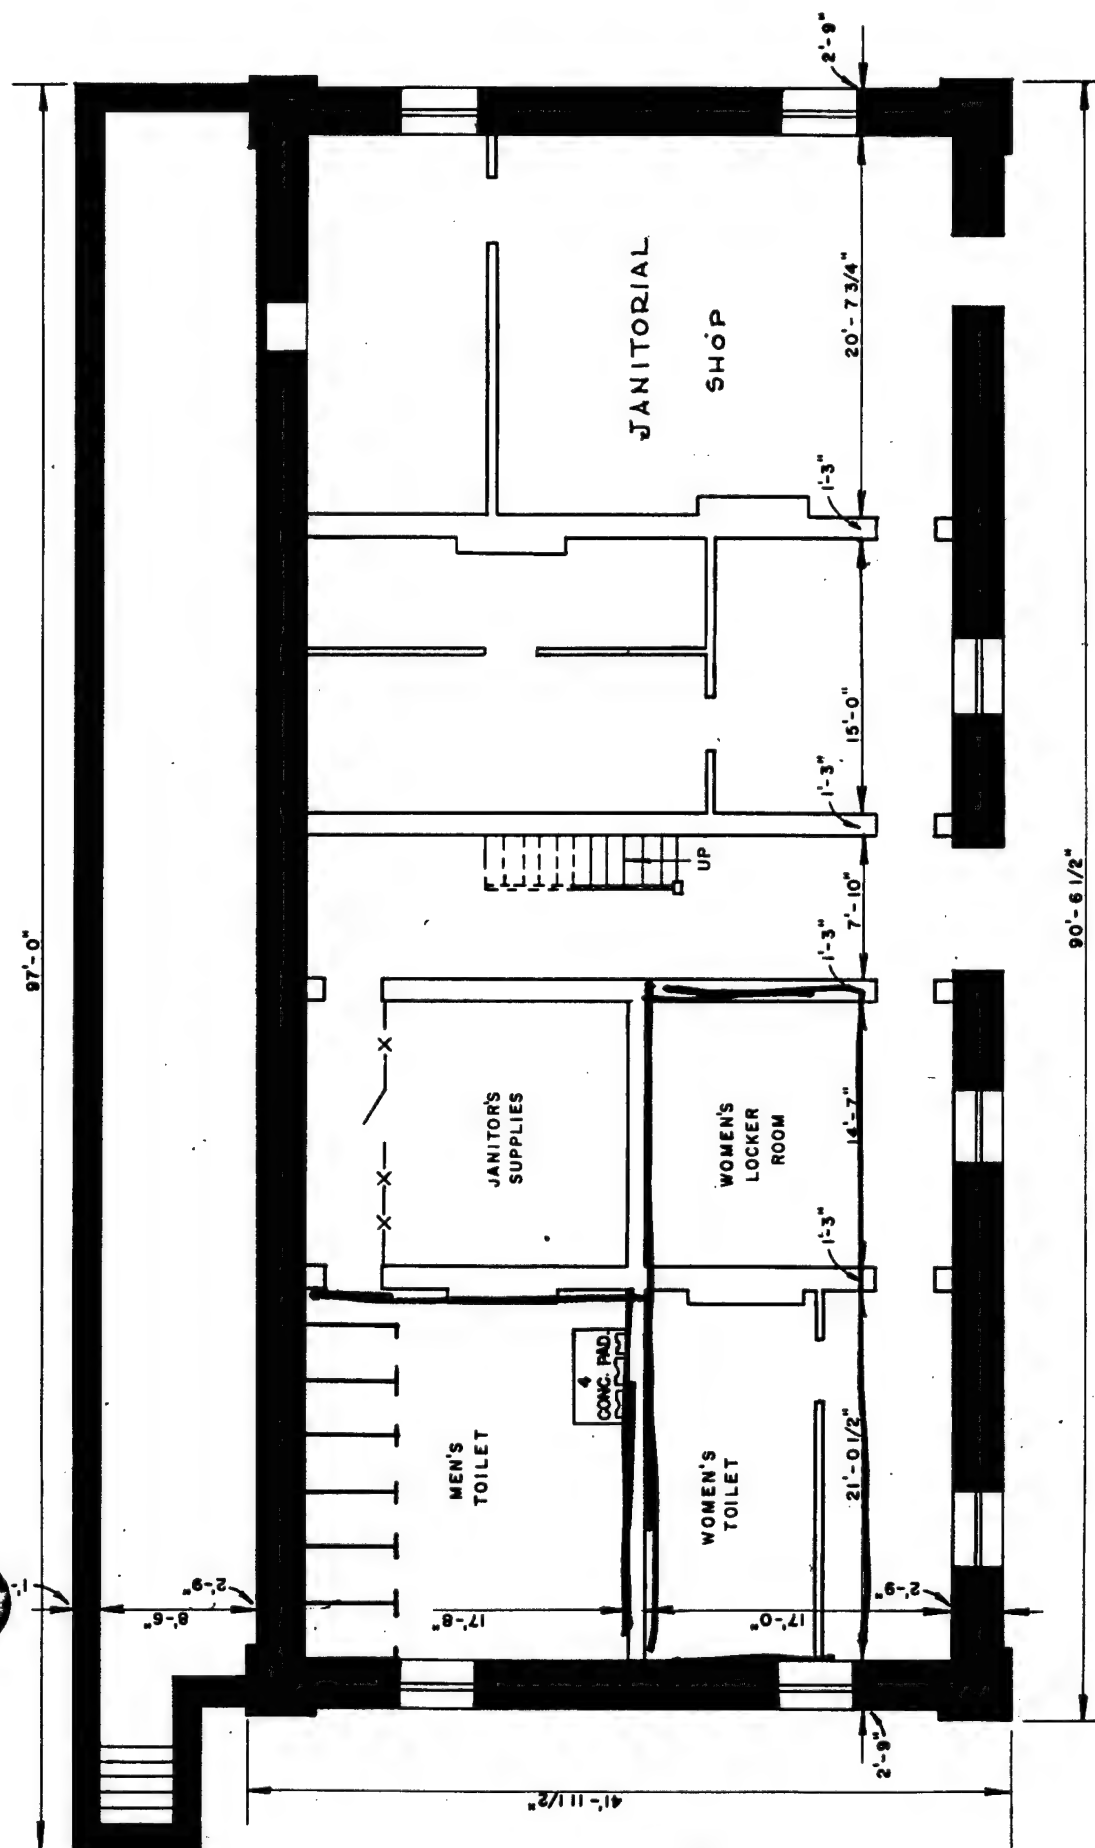 97'-0"
1'-
8'-6"
2'-9"
MEN'S
TOILET
17'-8"
4
CONC. PAD.
JANITOR'S
SUPPLIES
UP
JANITORIAL
SHOP
WOMEN'S
TOILET
17'-0"
2'-9"
WOMEN'S
LOCKER
ROOM
2'-9"
21'-0 1/2"
1'-3"
14'-7"
1'-3"
7'-10"
1'-3"
15'-0"
1'-3"
20'-7 3/4"
2'-9"
41'-11 1/2"
90'-6 1/2"